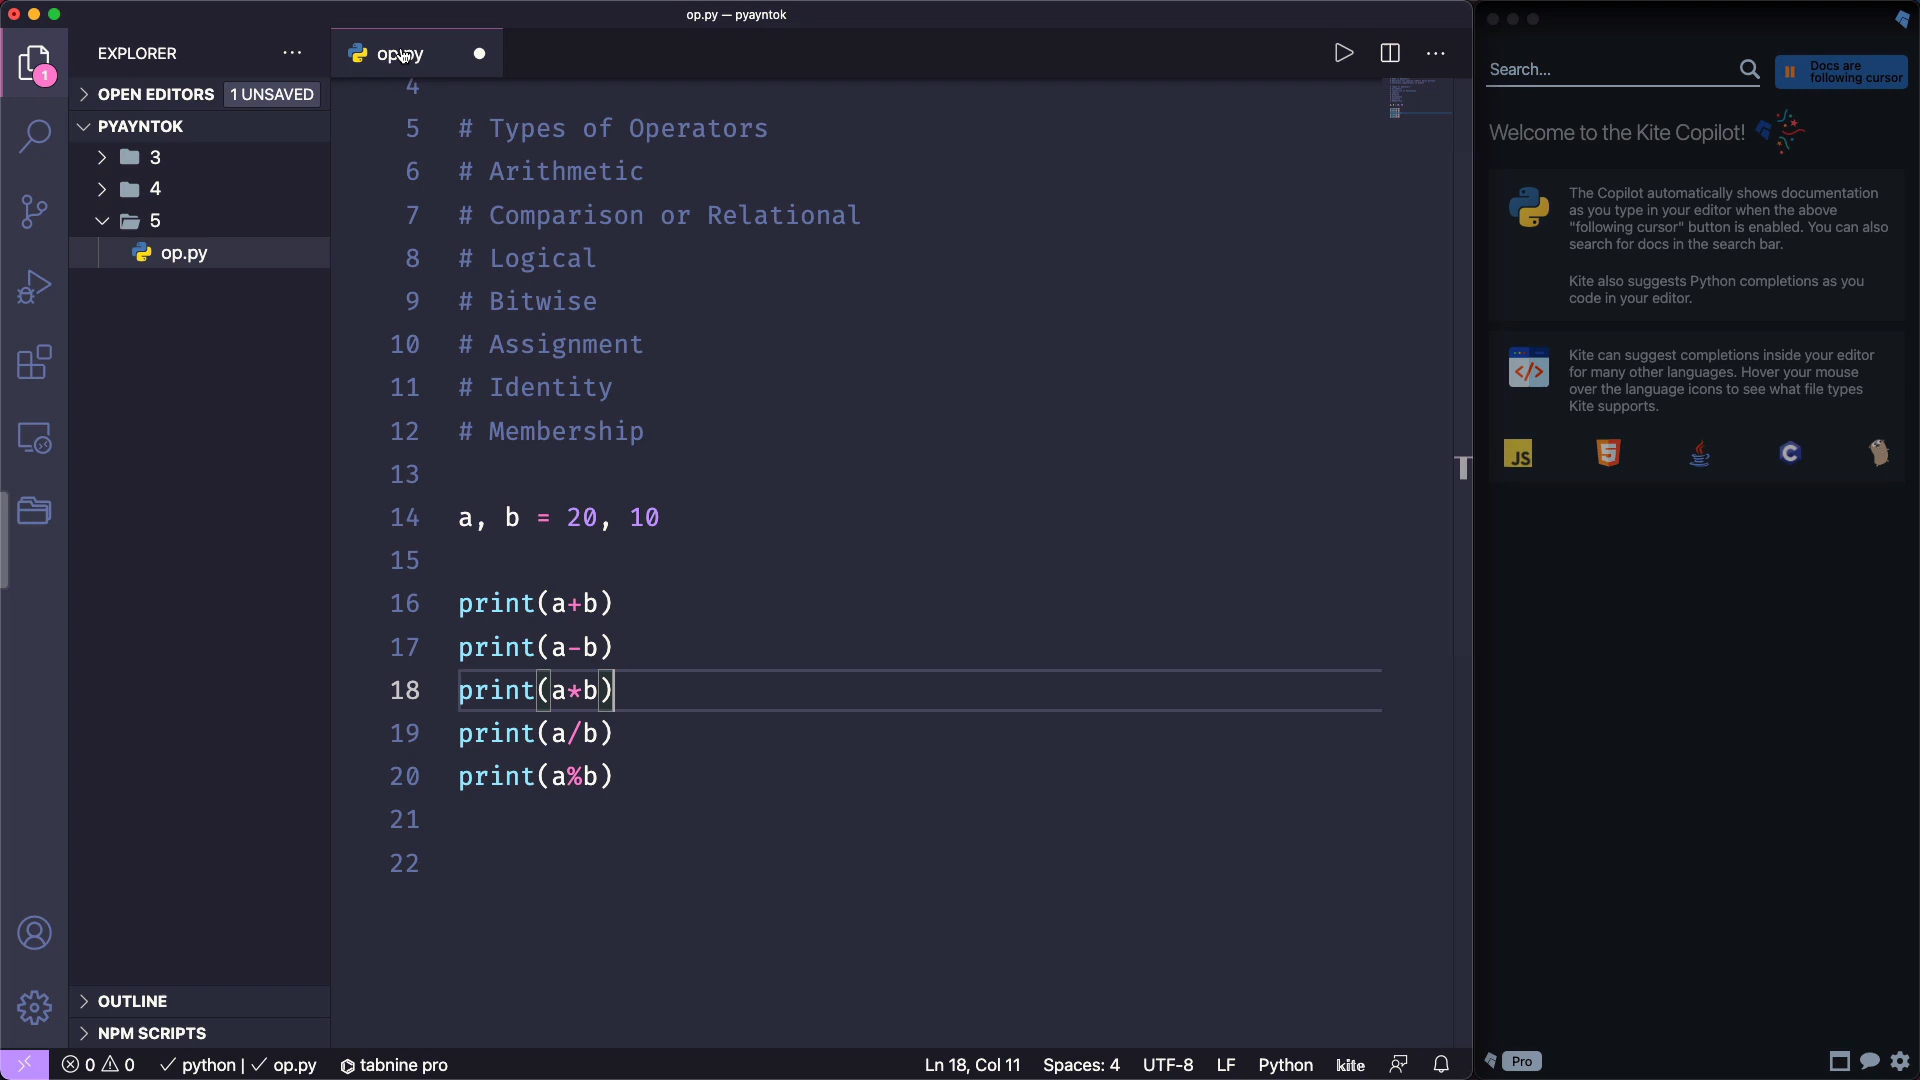 op.py — pyayntok
1
EXPLORER
OPEN EDITORS 1 UNSAVED
PYAYNTOK
3
4
5
op.py
OUTLINE
NPM SCRIPTS
op.py
4
5 # Types of Operators
6 # Arithmetic
7 # Comparison or Relational
8 # Logical
9 # Bitwise
10 # Assignment
11 # Identity
12 # Membership
13
14 a, b = 20, 10
15
16 print(a+b)
17 print(a-b)
18 print(a*b)
19 print(a/b)
20 print(a%b)
21
22
Search...
Docs are
following cursor
Welcome to the Kite Copilot!
The Copilot automatically shows documentation
as you type in your editor when the above
"following cursor" button is enabled. You can also
search for docs in the search bar.
Kite also suggests Python completions as you
code in your editor.
Kite can suggest completions inside your editor
for many other languages. Hover your mouse
over the language icons to see what file types
Kite supports.
JS
5
C
0 0 python | op.py tabnine pro Ln 18, Col 11 Spaces: 4 UTF-8 LF Python kite
Pro